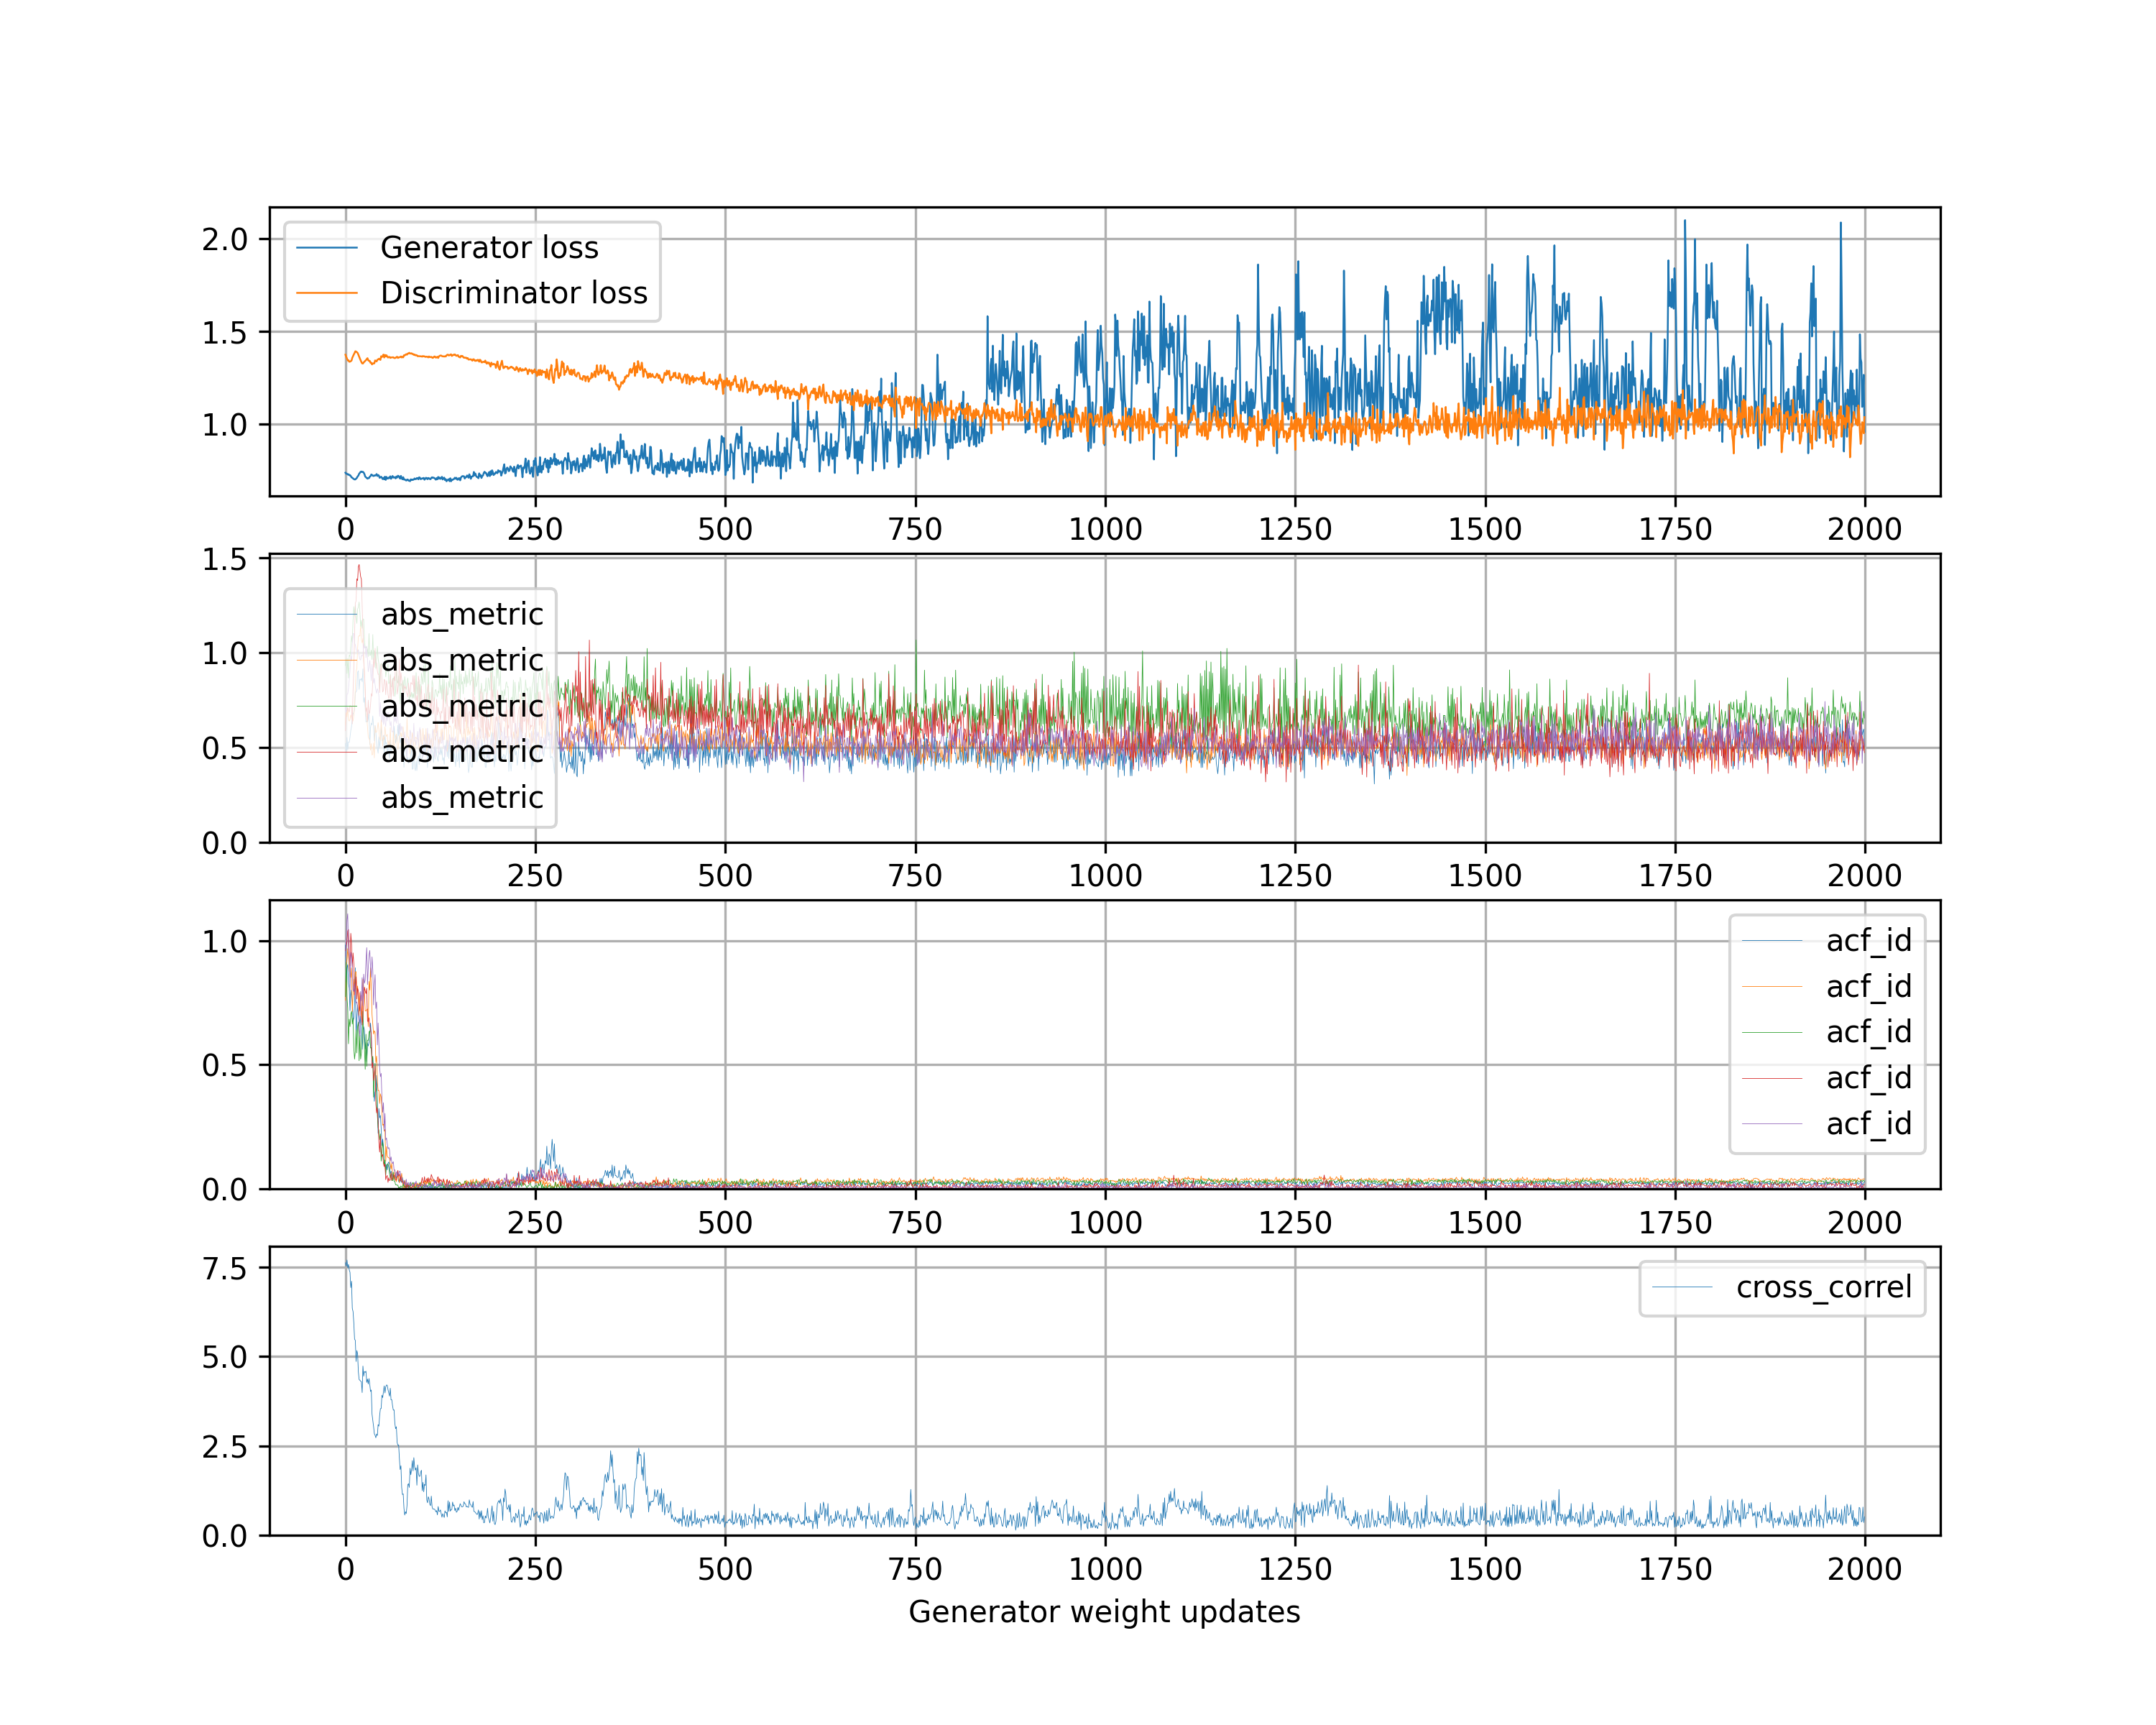 2.0
1.5
1.0
Generator loss
Discriminator loss
0 250 500 750 1000 1250 1500 1750 2000
1.5
1.0
0.5
0.0
abs_metric
abs_metric
abs_metric
abs_metric
abs_metric
0 250 500 750 1000 1250 1500 1750 2000
1.0
0.5
0.0
acf_id
acf_id
acf_id
acf_id
acf_id
0 250 500 750 1000 1250 1500 1750 2000
7.5
5.0
2.5
0.0
cross_correl
0 250 500 750 1000 1250 1500 1750 2000
Generator weight updates